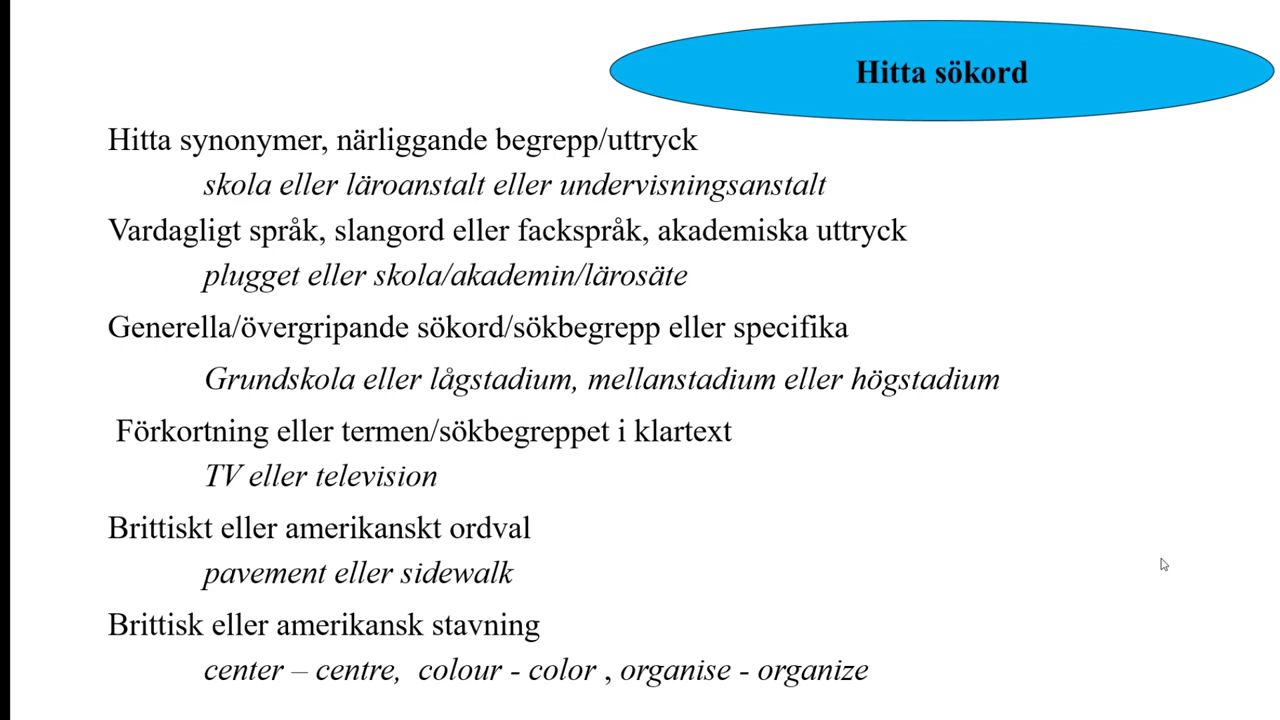 Hitta sökord
Hitta synonymer, närliggande begrepp/uttryck
skola eller läroanstalt eller undervisningsanstalt
Vardagligt språk, slangord eller fackspråk, akademiska uttryck
plugget eller skola/akademin/lärosäte
Generella/övergripande sökord/sökbegrepp eller specifika
Grundskola eller lågstadium, mellanstadium eller högstadium
Förkortning eller termen/sökbegreppet i klartext
TV eller television
Brittiskt eller amerikanskt ordval
pavement eller sidewalk
Brittisk eller amerikansk stavning
center – centre, colour - color , organise - organize